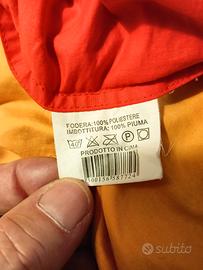 FODERA:100% POLIESTERE
IMBOTTITURA: 100% PIUMA
40
P
PRODOTTO IN CINA
subito